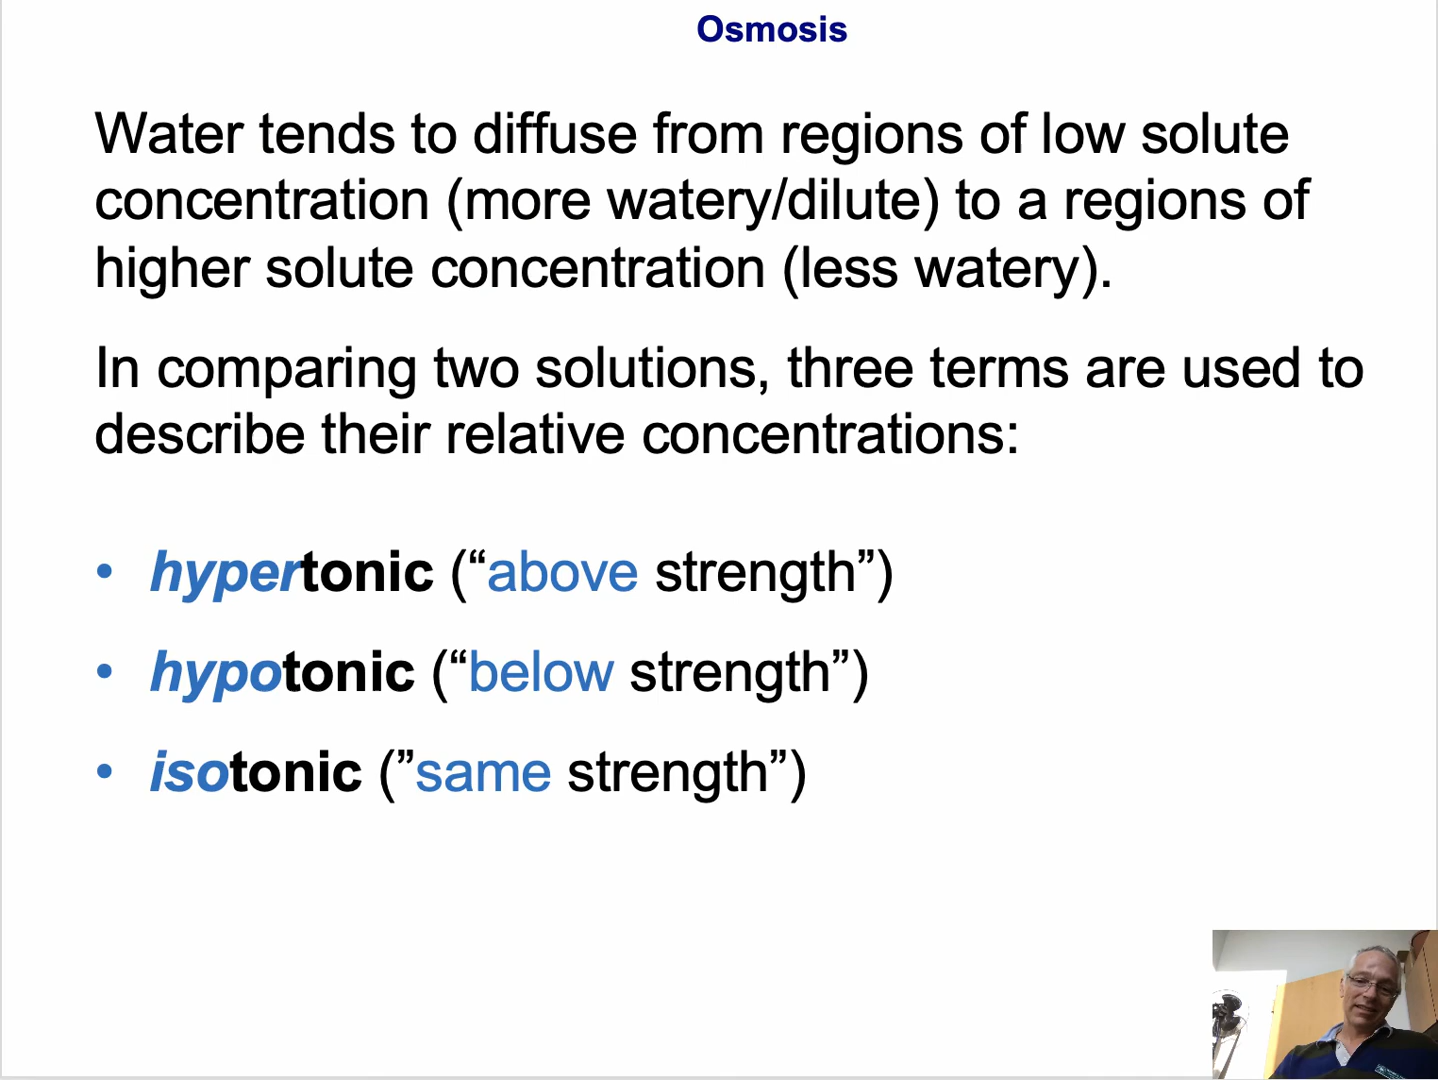 Osmosis
Water tends to diffuse from regions of low solute
concentration (more watery/dilute) to a regions of
higher solute concentration (less watery).
In comparing two solutions, three terms are used to
describe their relative concentrations:
• hypertonic (“above strength”)
• hypotonic (“below strength”)
• isotonic (”same strength”)